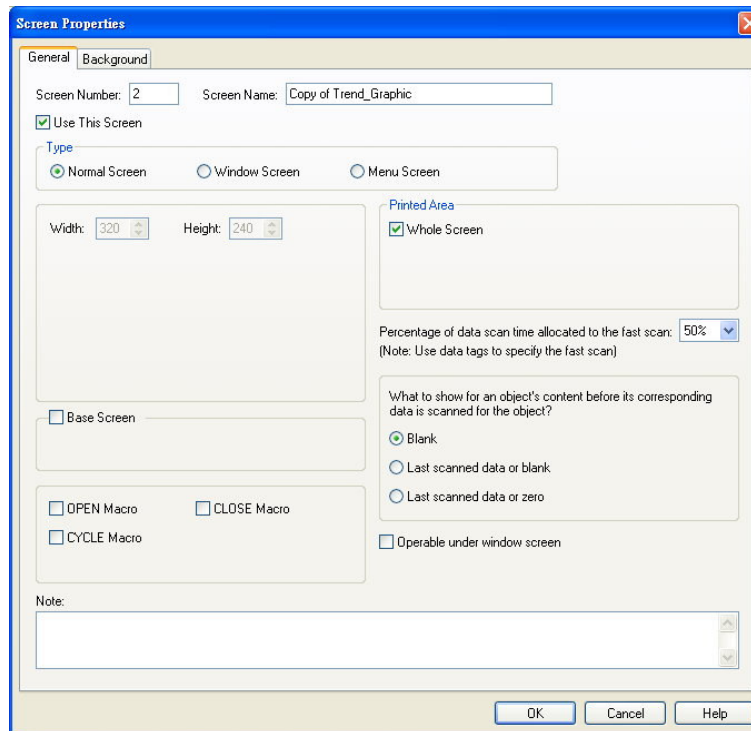 Screen Properties
General Background
Screen Number: 2 Screen Name: Copy of Trend_Graphic
Use This Screen
Type
Normal Screen Window Screen Menu Screen
Width: 320 Height: 240
Printed Area
Whole Screen
Percentage of data scan time allocated to the fast scan: 50%
(Note: Use data tags to specify the fast scan)
Base Screen
What to show for an object's content before its corresponding
data is scanned for the object?
Blank
Last scanned data or blank
Last scanned data or zero
OPEN Macro CLOSE Macro
CYCLE Macro
Operable under window screen
Note:
OK Cancel Help